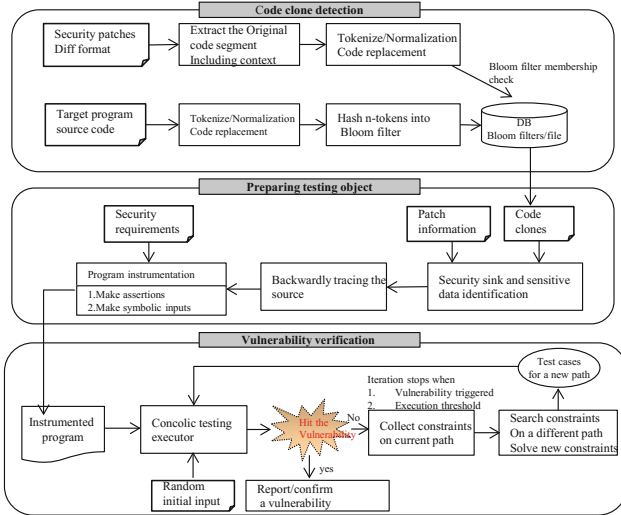 Code clone detection
Security patches
Diff format
Extract the Original
code segment
Including context
Tokenize/Normalization
Code replacement
Bloom filter membership
check
Target program
source code
Tokenize/Normalization
Code replacement
Hash n-tokens into
Bloom filter
DB
Bloom filters/file
Preparing testing object
Security
requirements
Patch
information
Code
clones
Program instrumentation
1.Make assertions
2.Make symbolic inputs
Backwardly tracing the
source
Security sink and sensitive
data identification
Vulnerability verification
Iteration stops when
1. Vulnerability triggered
2. Execution threshold
Test cases
for a new path
Instrumented
program
Concolic testing
executor
Hit the
Vulnerability
No
Collect constraints
on current path
Search constraints
On a different path
Solve new constraints
yes
Random
initial input
Report/confirm
a vulnerability